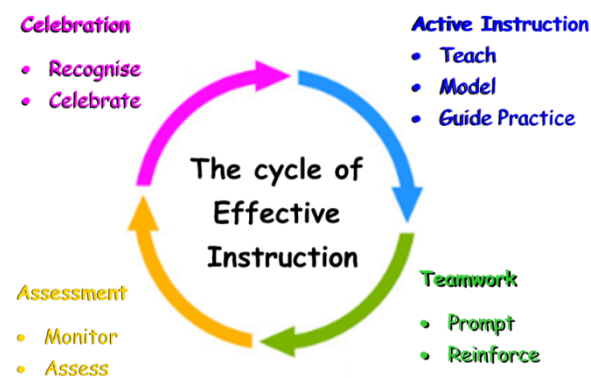 Celebration
• Recognise
• Celebrate
Active Instruction
• Teach
• Model
• Guide Practice
The cycle of
Effective
Instruction
Assessment
• Monitor
• Assess
Teamwork
• Prompt
• Reinforce